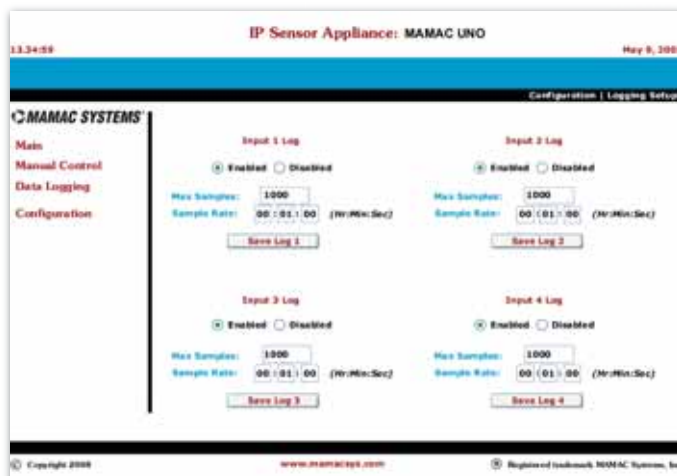 IP Sensor Appliance: MAMAC UNO
13:34:59
May 9, 200
Configuration | Logging Setup
MAMAC SYSTEMS
Main
Manual Control
Data Logging
Configuration
Input 1 Log
Enabled Disabled
Max Samples: 1000
Sample Rate: 00 : 01 : 00 (Hr:Min:Sec)
Save Log 1
Input 2 Log
Enabled Disabled
Max Samples: 1000
Sample Rate: 00 : 01 : 00 (Hr:Min:Sec)
Save Log 2
Input 3 Log
Enabled Disabled
Max Samples: 1000
Sample Rate: 00 : 01 : 00 (Hr:Min:Sec)
Save Log 3
Input 4 Log
Enabled Disabled
Max Samples: 1000
Sample Rate: 00 : 01 : 00 (Hr:Min:Sec)
Save Log 4
© Copyright 2008
www.mamacsys.com
® Registered trademark MAMAC Systems, In